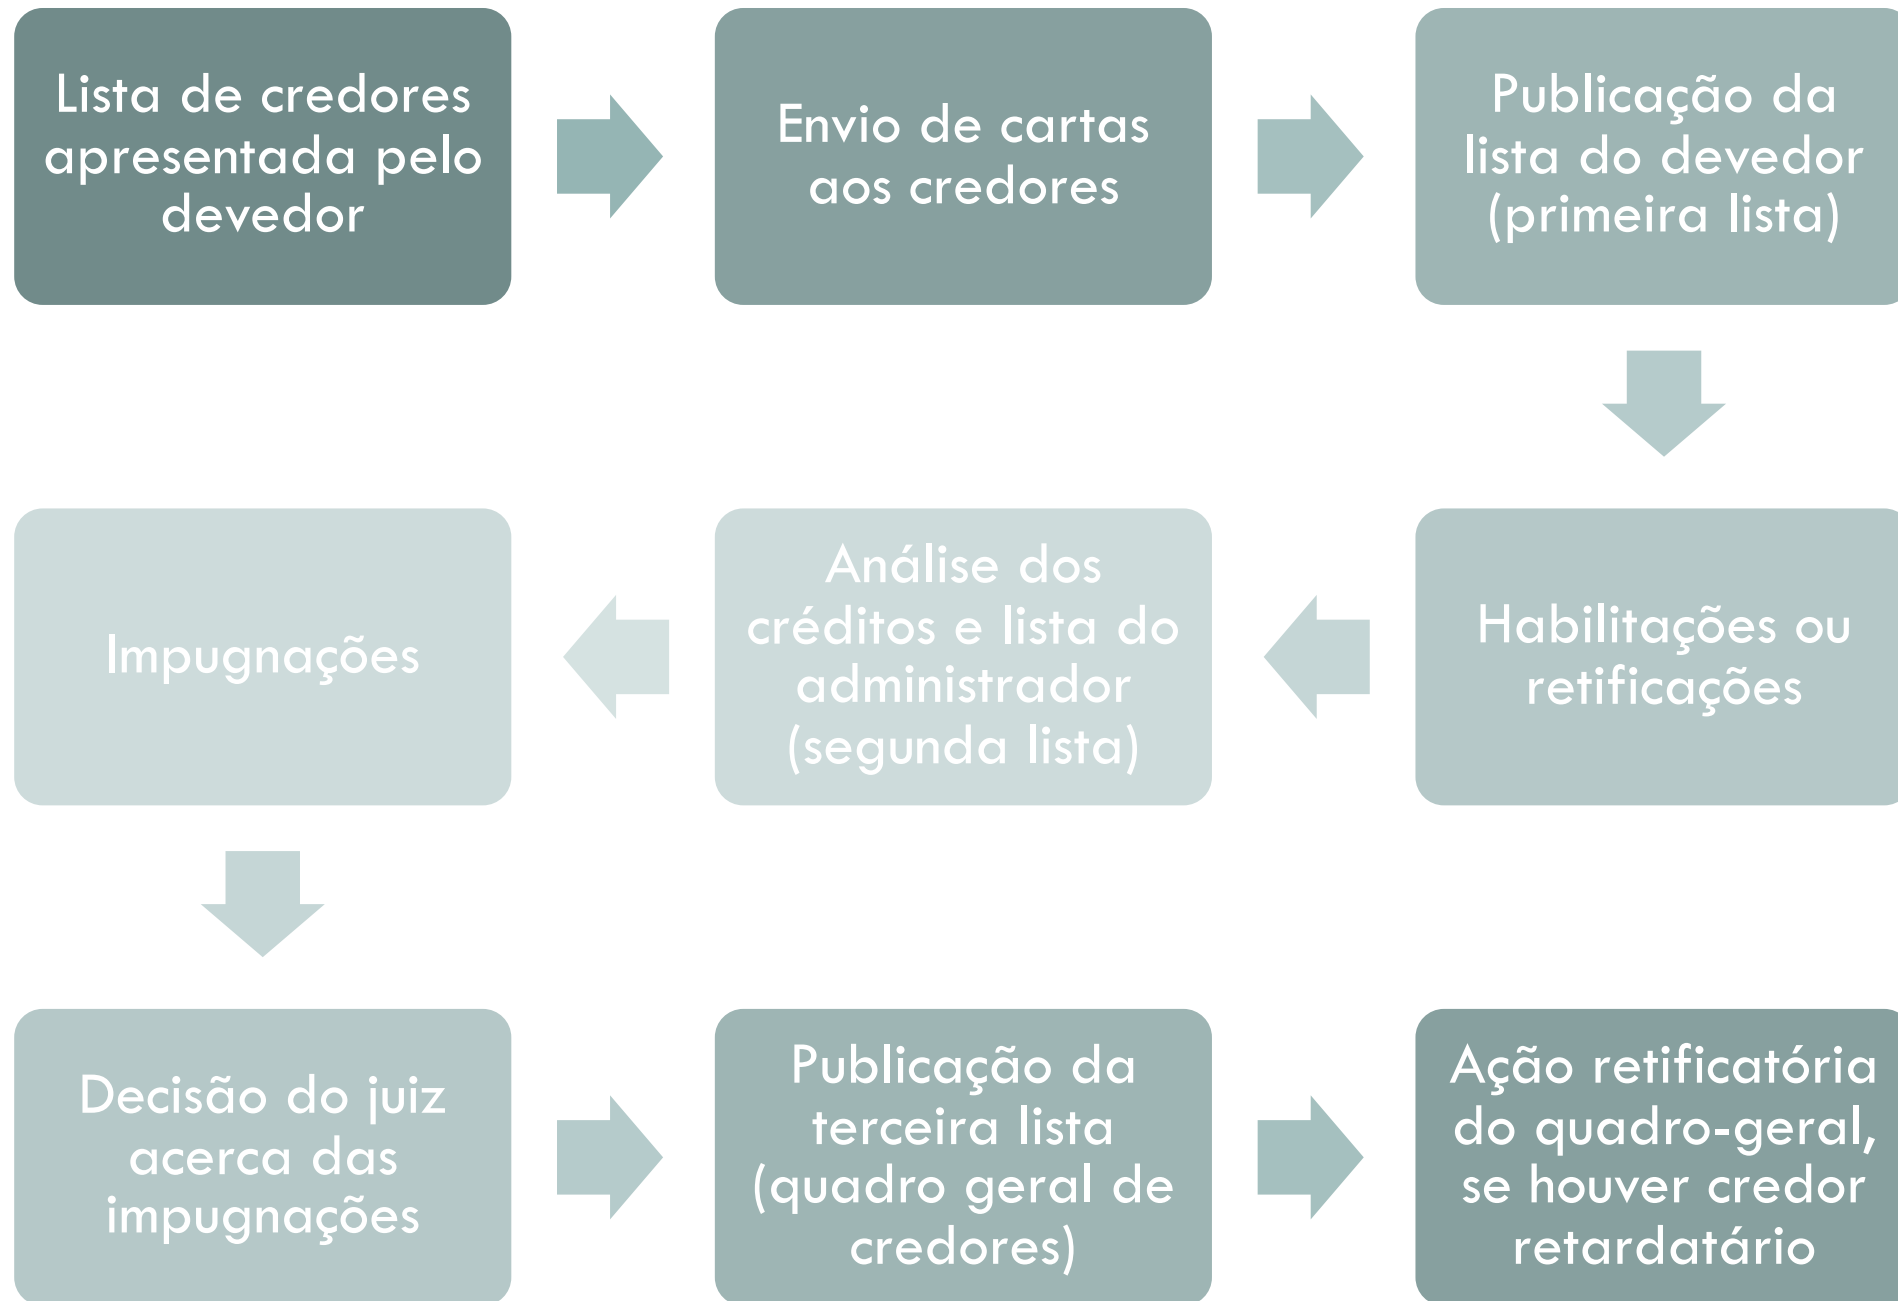 Lista de credores
apresentada pelo
devedor
Envio de cartas
aos credores
Publicação da
lista do devedor
(primeira lista)
Habilitações ou
retificações
Análise dos
créditos e lista do
administrador
(segunda lista)
Impugnações
Decisão do juiz
acerca das
impugnações
Publicação da
terceira lista
(quadro geral de
credores)
Ação retificatória
do quadro-geral,
se houver credor
retardatário